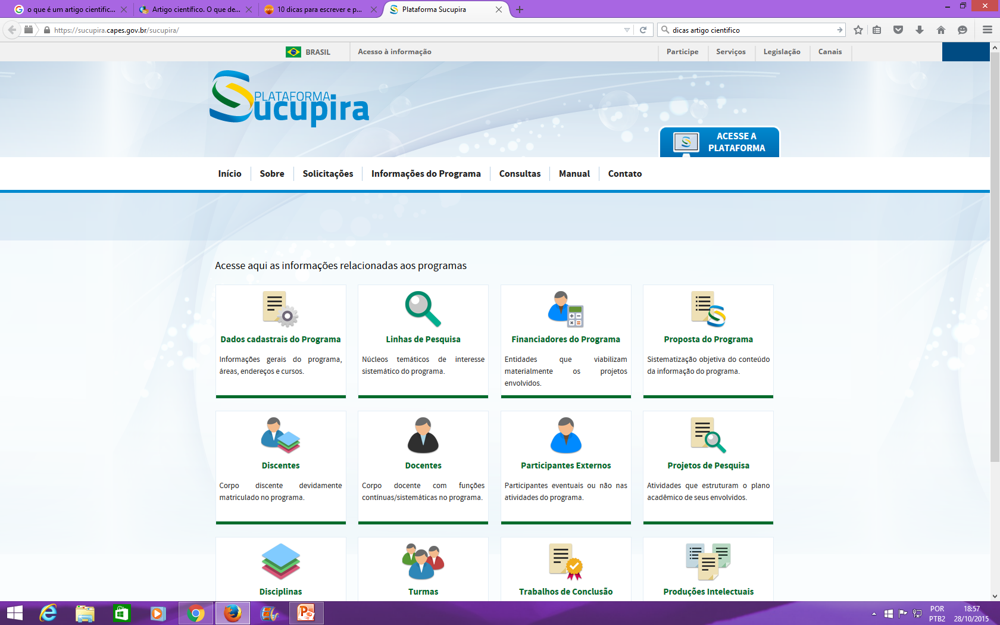 o que é um artigo cientific...
Artigo científico. O que de...
10 dicas para escrever e p...
Plataforma Sucupira
https://sucupira.capes.gov.br/sucupira/
dicas artigo cientifico
BRASIL
Acesso à informação
Participe
Serviços
Legislação
Canais
PLATAFORMA
Sucupira
ACESSE A
PLATAFORMA
Início
Sobre
Solicitações
Informações do Programa
Consultas
Manual
Contato
Acesse aqui as informações relacionadas aos programas
Dados cadastrais do Programa
Informações gerais do programa,
áreas, endereços e cursos.
Linhas de Pesquisa
Núcleos temáticos de interesse
sistemático do programa.
Financiadores do Programa
Entidades que viabilizam
materialmente os projetos
envolvidos.
Proposta do Programa
Sistematização objetiva do conteúdo
da informação do programa.
Discentes
Corpo discente devidamente
matriculado no programa.
Docentes
Corpo docente com funções
contínuas/sistemáticas no programa.
Participantes Externos
Participantes eventuais ou não nas
atividades do programa.
Projetos de Pesquisa
Atividades que estruturam o plano
acadêmico de seus envolvidos.
Disciplinas
Turmas
Trabalhos de Conclusão
Produções Intelectuais
POR
PTB2
18:57
28/10/2015